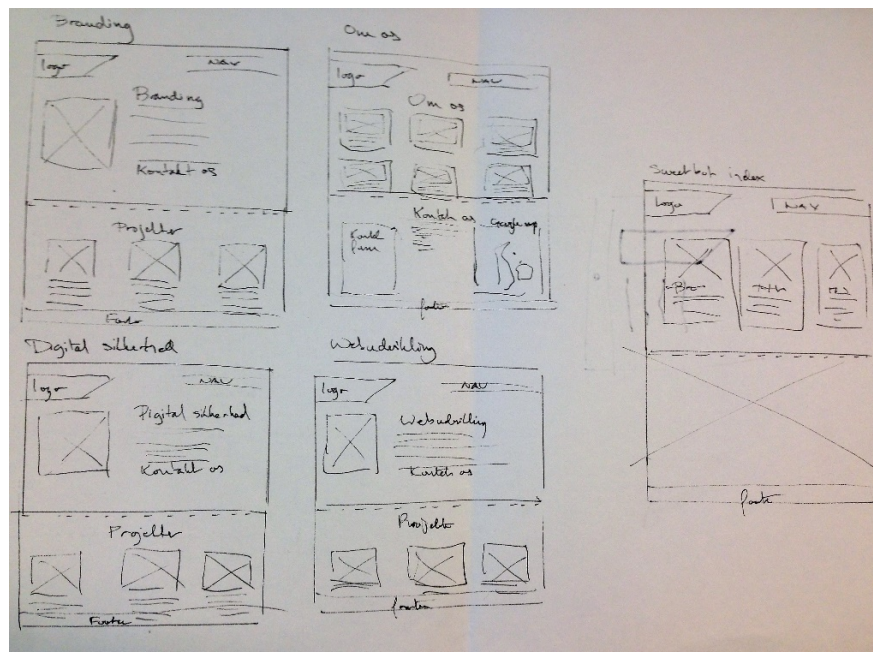 Branding
logo
NAV
Branding
Kontakt os
Projekter
Footer
Om os
logo
NAV
Om os
Kontakt os
Google map
footer
index
Logo
NAV
footer
Digital sikkerhed
logo
NAV
Digital sikkerhed
Kontakt os
Projekter
Footer
Webudvikling
logo
NAV
Webudvikling
Kontakt os
Projekter
footer